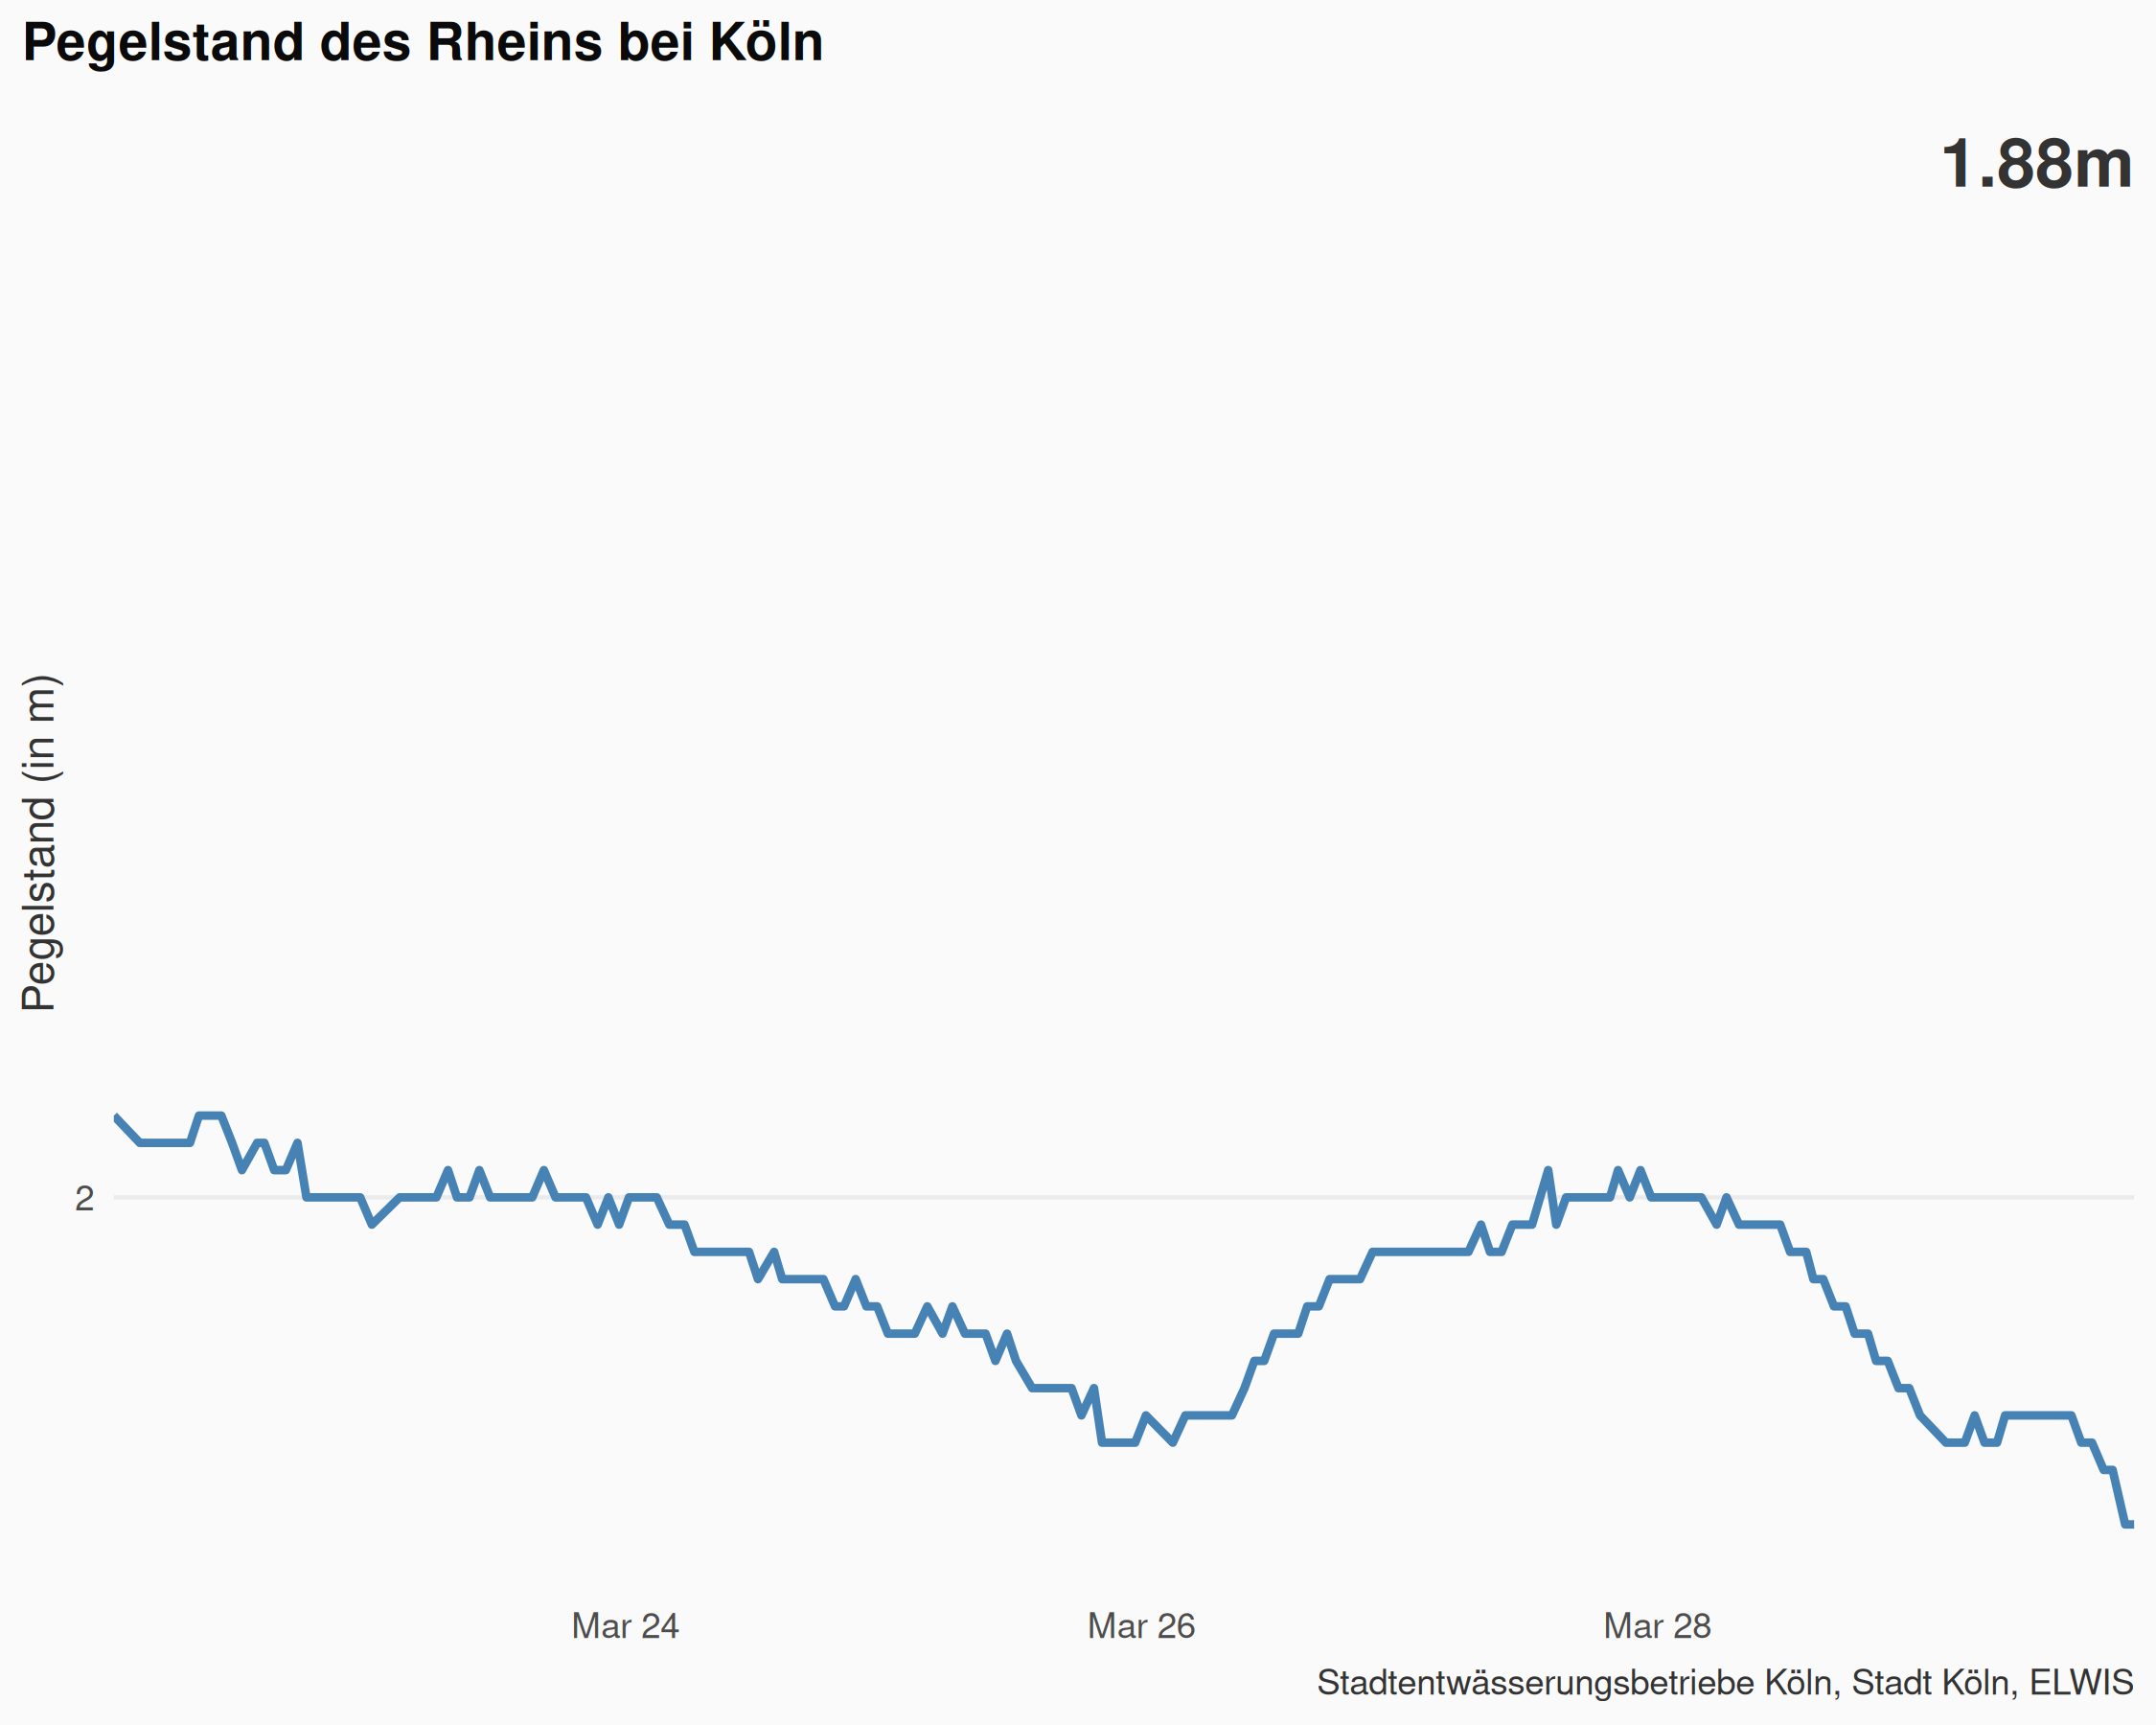 Pegelstand des Rheins bei Köln
1.88m
Pegelstand (in m)
2
Mar 24
Mar 26
Mar 28
Stadtentwässerungsbetriebe Köln, Stadt Köln, ELWIS